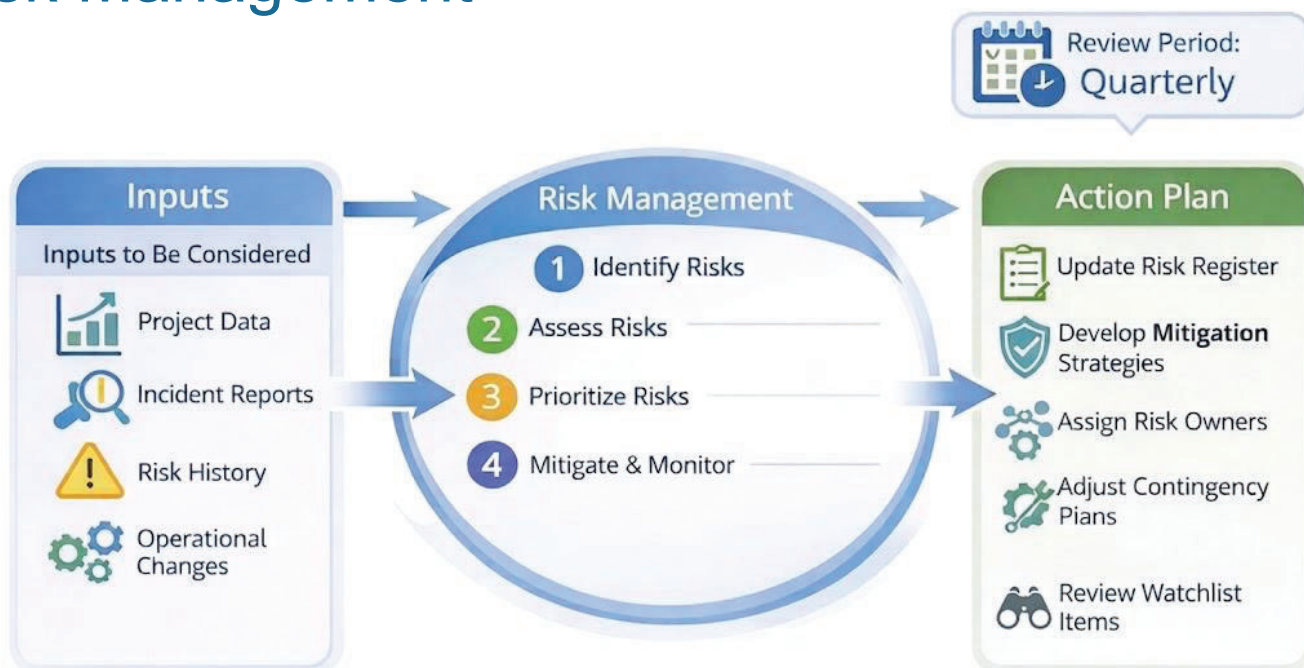 sk Management
Review Period:
Quarterly
Inputs
Inputs to Be Considered
Project Data
Incident Reports
Risk History
Operational
Changes
Risk Management
1 Identify Risks
2 Assess Risks
3 Prioritize Risks
4 Mitigate & Monitor
Action Plan
Update Risk Register
Develop Mitigation
Strategies
Assign Risk Owners
Adjust Contingency
Pians
Review Watchlist
Items